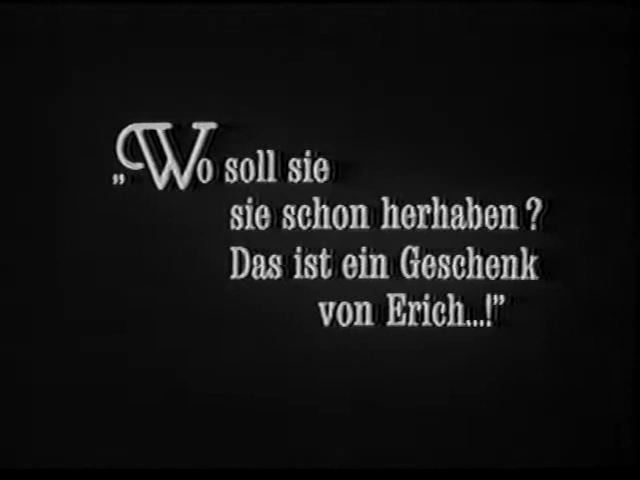 „Wo soll sie
sie schon herhaben?
Das ist ein Geschenk
von Erich...!”